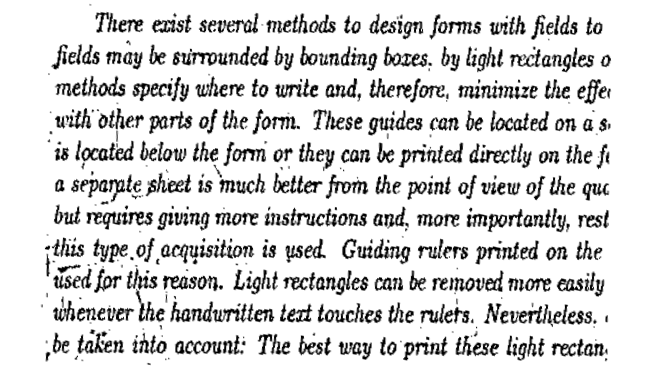 There exist several methods to design forms with fields to
fields may be surrounded by bounding boxes, by light rectangles o
methods specify where to write and, therefore, minimize the effe
with other parts of the form. These guides can be located on a s
is located below the form or they can be printed directly on the f
a separate sheet is much better from the point of view of the qua
but requires giving more instructions and, more importantly, rest
this type of acquisition is used. Guiding rulers printed on the
used for this reason. Light rectangles can be removed more easily
whenever the handwritten text touches the rulers. Nevertheless,
be taken into account: The best way to print these light rectan